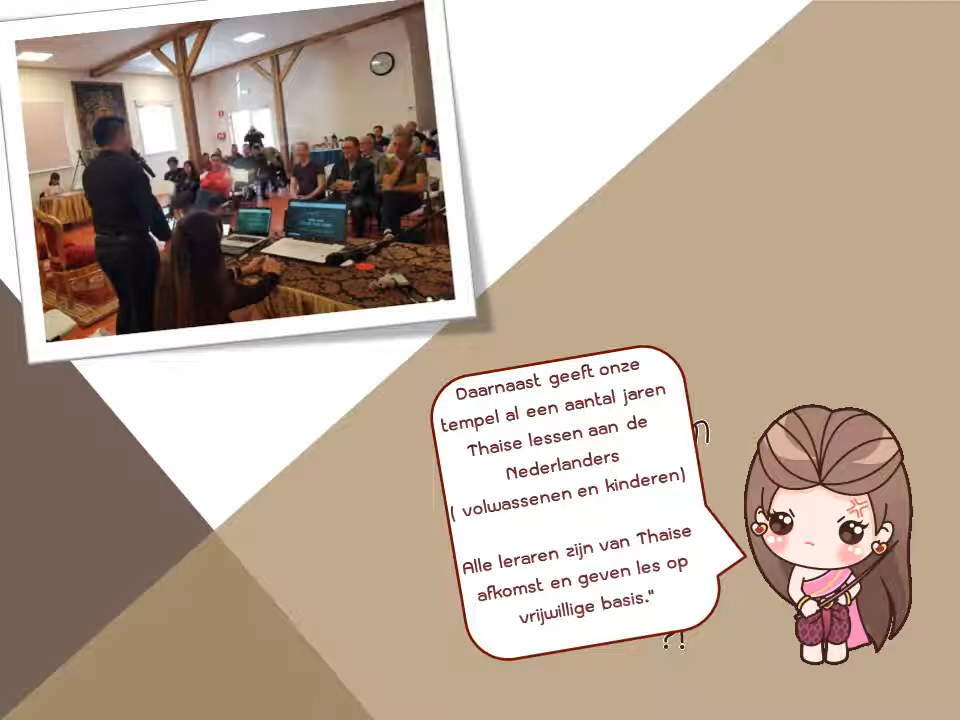 Daarnaast geeft onze
tempel al een aantal jaren
Thaise lessen aan de
Nederlanders
( volwassenen en kinderen)
Alle leraren zijn van Thaise
afkomst en geven les op
vrijwillige basis."